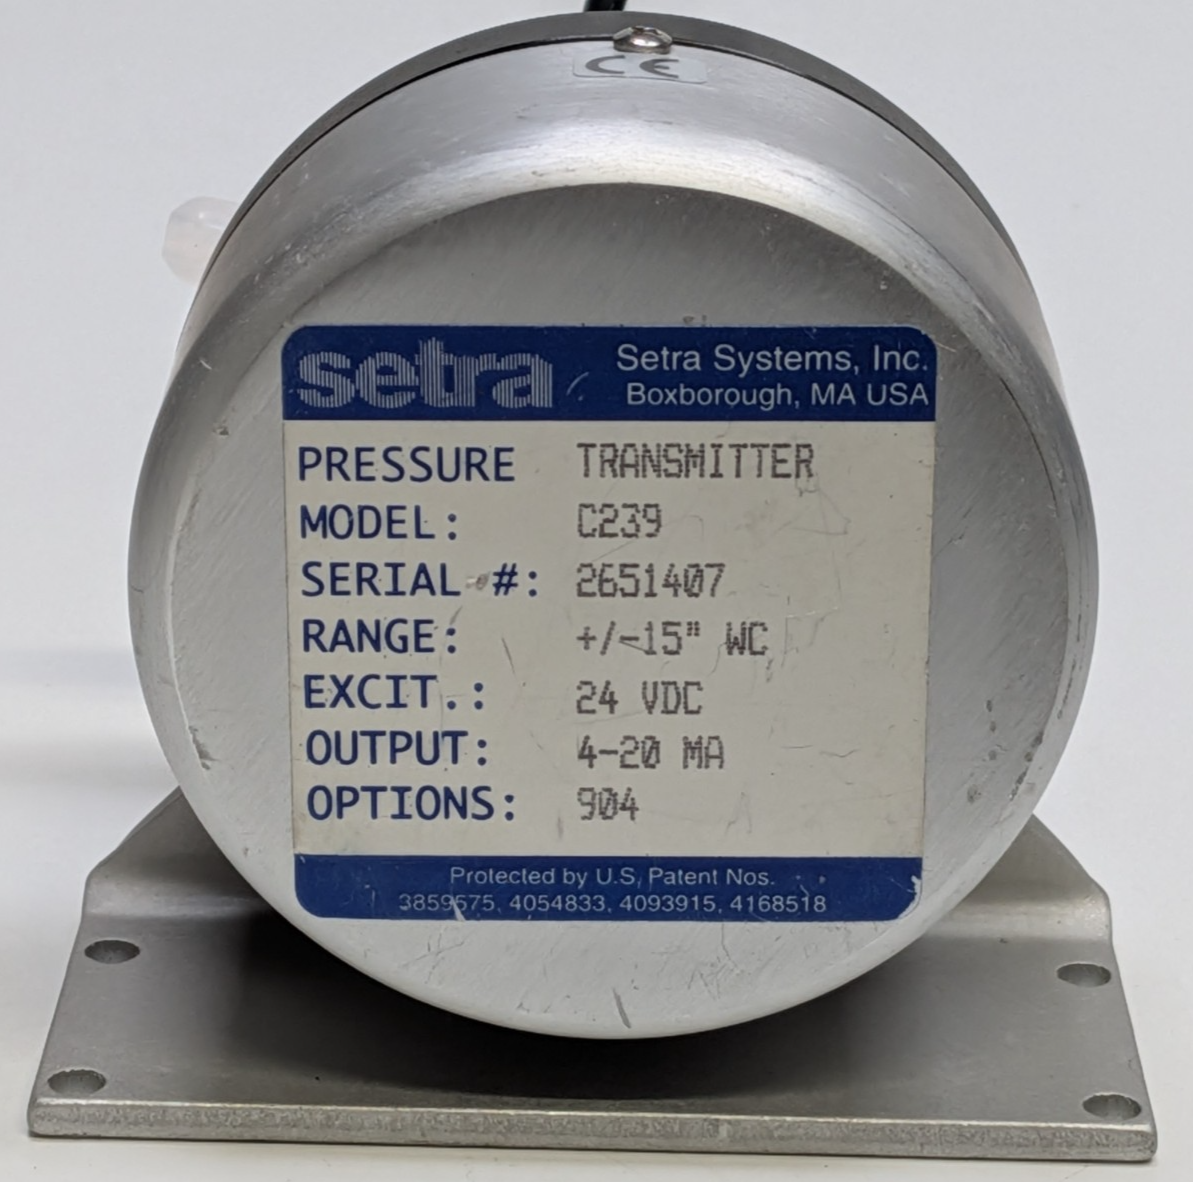 CE
setra
Setra Systems, Inc.
Boxborough, MA USA
PRESSURE TRANSMITTER
MODEL: C239
SERIAL #: 2651407
RANGE: +/-15" WC
EXCIT.: 24 VDC
OUTPUT: 4-20 MA
OPTIONS: 904
Protected by U.S, Patent Nos.
3859575, 4054833, 4093915, 4168518